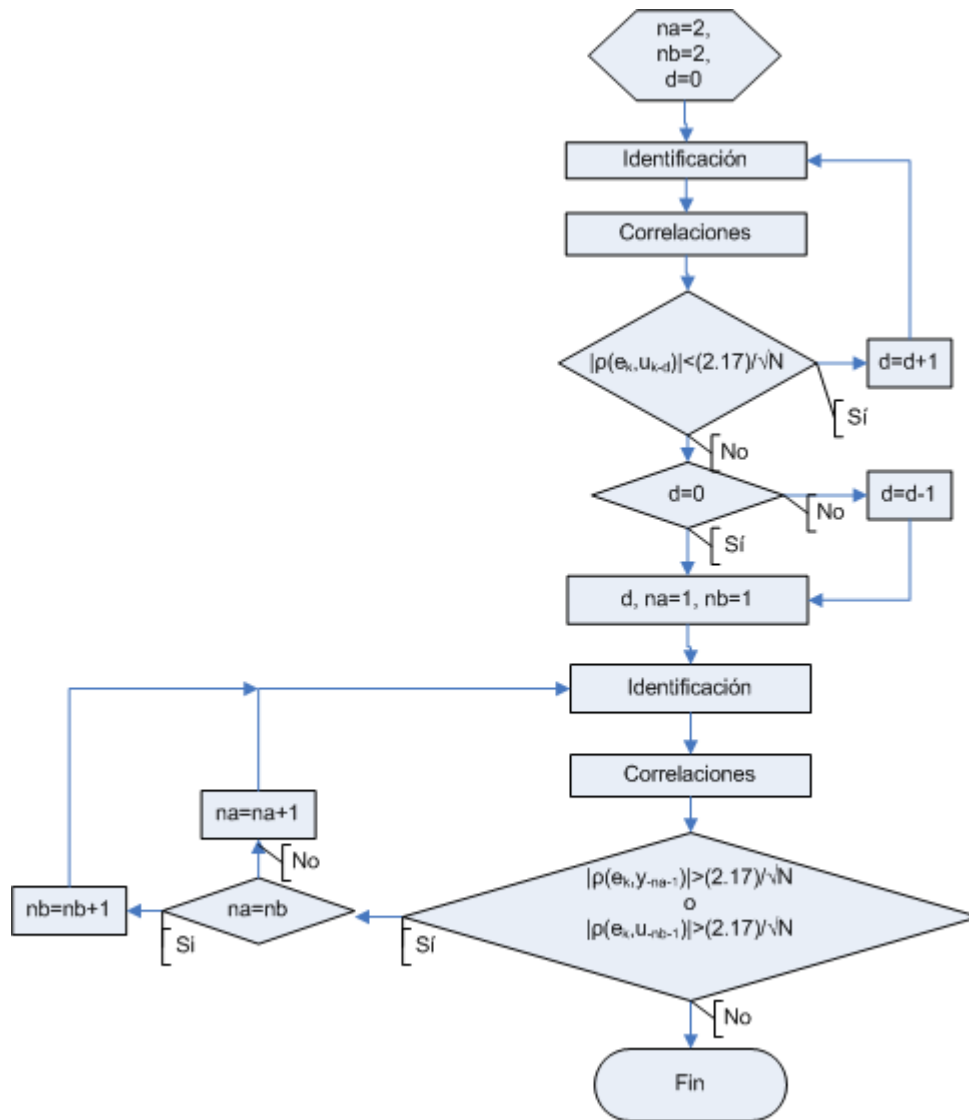 na=2,
nb=2,
d=0
Identificación
Correlaciones
|ρ(eₖ,uₖ₋d)|<(2.17)/√N
d=d+1
Sí
No
d=0
d=d-1
No
Sí
d, na=1, nb=1
Identificación
Correlaciones
na=na+1
No
|ρ(eₖ,y₋na₋₁)|>(2.17)/√N
o
|ρ(eₖ,u₋nb₋₁)|>(2.17)/√N
nb=nb+1
na=nb
Sí
Sí
No
Fin